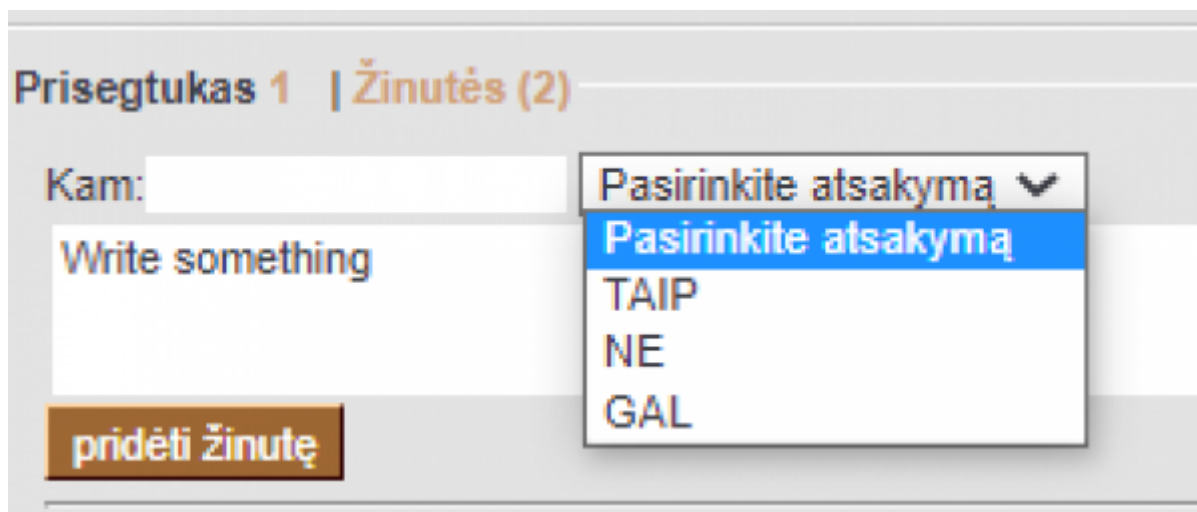 Prisegtukas 1 | Žinutės (2)
Kam: Pasirinkite atsakymą
Pasirinkite atsakymą
Write something
TAIP
NE
GAL
pridėti žinutę